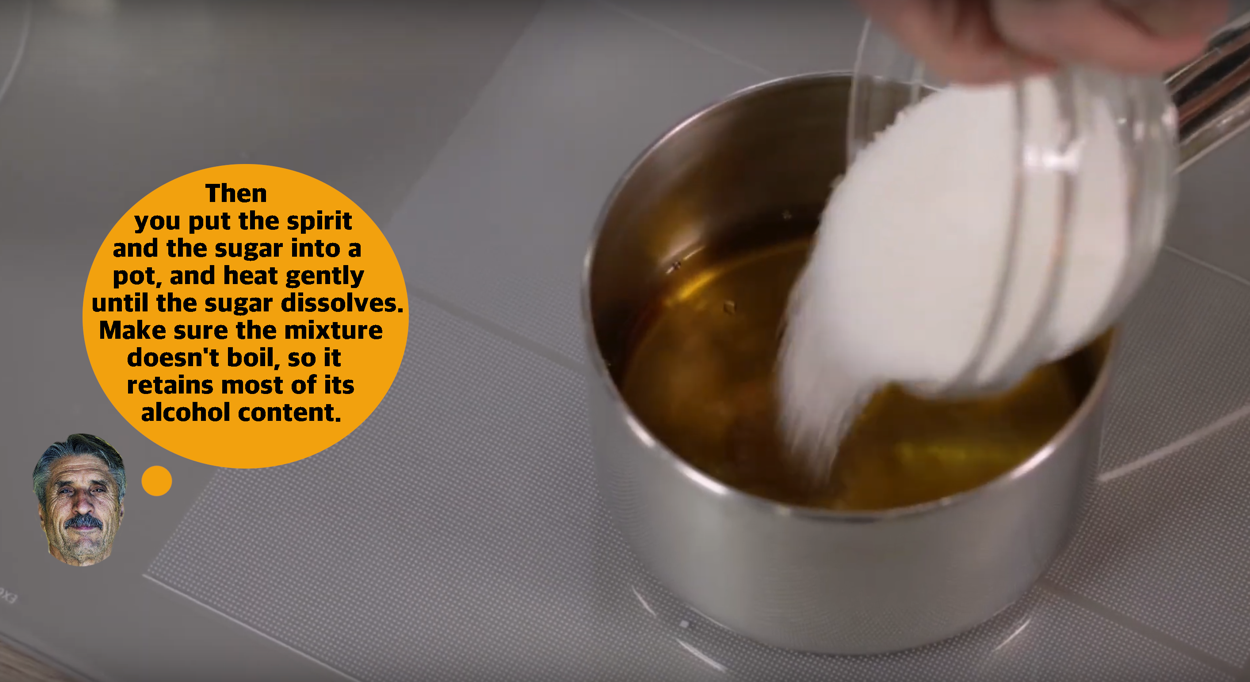 Then
you put the spirit
and the sugar into a
pot, and heat gently
until the sugar dissolves.
Make sure the mixture
doesn't boil, so it
retains most of its
alcohol content.